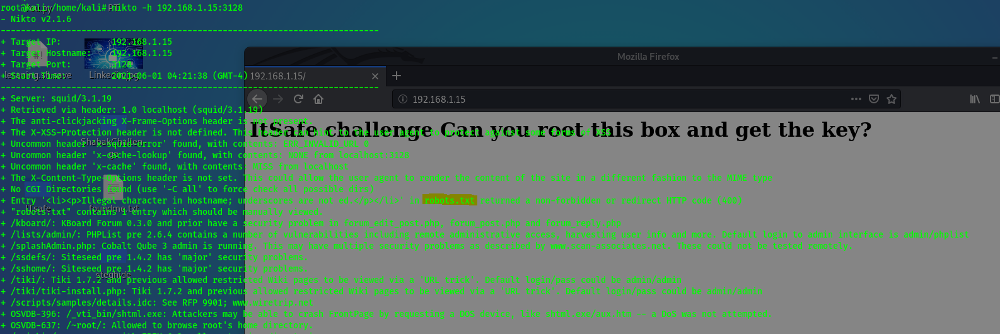 root@kali:/home/kali# nikto -h 192.168.1.15:3128
- Nikto v2.1.6
---------------------------------------------------------------------------
+ Target IP: 192.168.1.15
+ Target Hostname: 192.168.1.15
+ Target Port: 3128
+ Start Time: 2021-06-01 04:21:38 (GMT-4)
---------------------------------------------------------------------------
+ Server: squid/3.1.19
+ Retrieved via header: 1.0 localhost (squid/3.1.19)
+ The anti-clickjacking X-Frame-Options header is not present.
+ The X-XSS-Protection header is not defined. This header can hint to the user agent to protect against some forms of XSS
+ Uncommon header 'x-squid-error' found, with contents: ERR_INVALID_URL 0
+ Uncommon header 'x-cache-lookup' found, with contents: NONE from localhost:3128
+ Uncommon header 'x-cache' found, with contents: MISS from localhost
+ The X-Content-Type-Options header is not set. This could allow the user agent to render the content of the site in a different fashion to the MIME type
+ No CGI Directories found (use '-C all' to force check all possible dirs)
+ Entry '<li><p>Illegal character in hostname; underscores are not ed.</p></li>' in robots.txt returned a non-forbidden or redirect HTTP code (400)
+ "robots.txt" contains 1 entry which should be manually viewed.
+ /kboard/: KBoard Forum 0.3.0 and prior have a security problem in forum_edit_post.php, forum_post.php and forum_reply.php
+ /lists/admin/: PHPList pre 2.6.4 contains a number of vulnerabilities including remote administrative access, harvesting user info and more. Default login to admin interface is admin/phplist
+ /splashAdmin.php: Cobalt Qube 3 admin is running. This may have multiple security problems as described by www.scan-associates.net. These could not be tested remotely.
+ /ssdefs/: Siteseed pre 1.4.2 has 'major' security problems.
+ /sshome/: Siteseed pre 1.4.2 has 'major' security problems.
+ /tiki/: Tiki 1.7.2 and previous allowed restricted Wiki pages to be viewed via a 'URL trick'. Default login/pass could be admin/admin
+ /tiki/tiki-install.php: Tiki 1.7.2 and previous allowed restricted Wiki pages to be viewed via a 'URL trick'. Default login/pass could be admin/admin
+ /scripts/samples/details.idc: See RFP 9901; www.wiretrip.net
+ OSVDB-396: /_vti_bin/shtml.exe: Attackers may be able to crash FrontPage by requesting a DOS device, like shtml.exe/aux.htm -- a DoS was not attempted.
+ OSVDB-637: /~root/: Allowed to browse root's home directory.
Mozilla Firefox
192.168.1.15/
192.168.1.15
ItSafe challenge Can you root this box and get the key?
foundme.txt
steghide